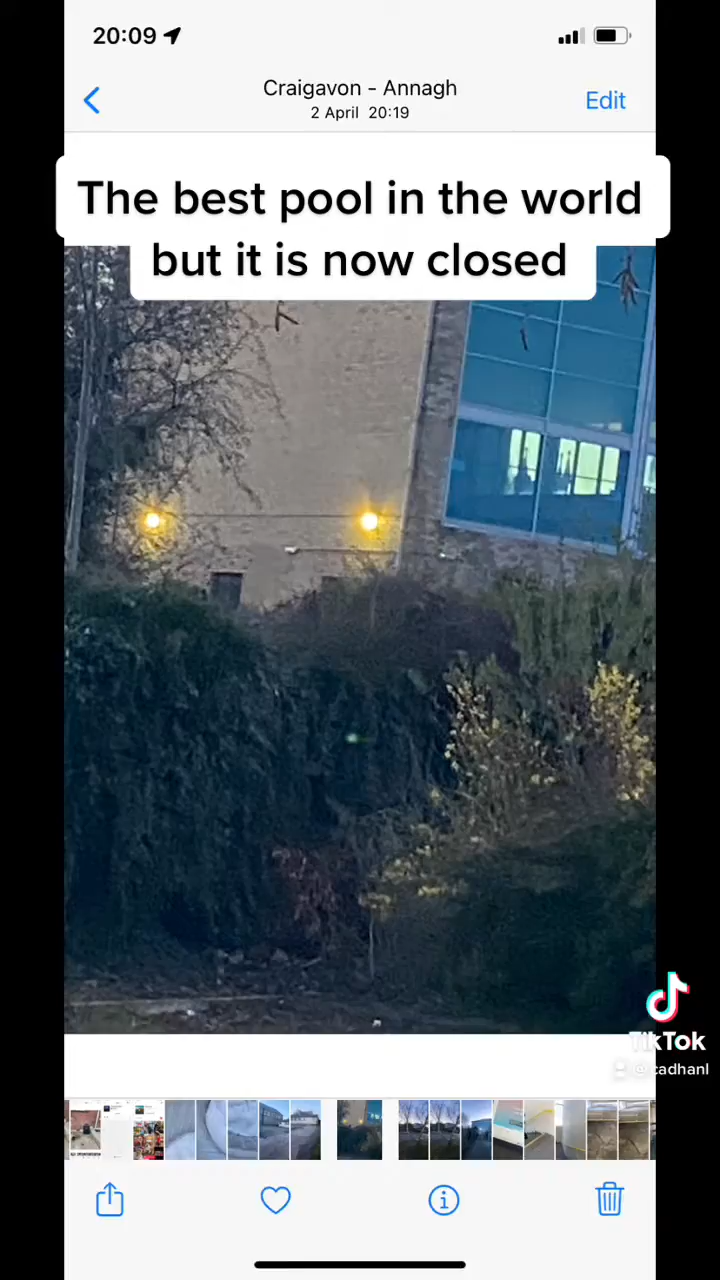 20:09
Craigavon - Annagh
2 April 20:19
Edit
The best pool in the world
but it is now closed
TikTok